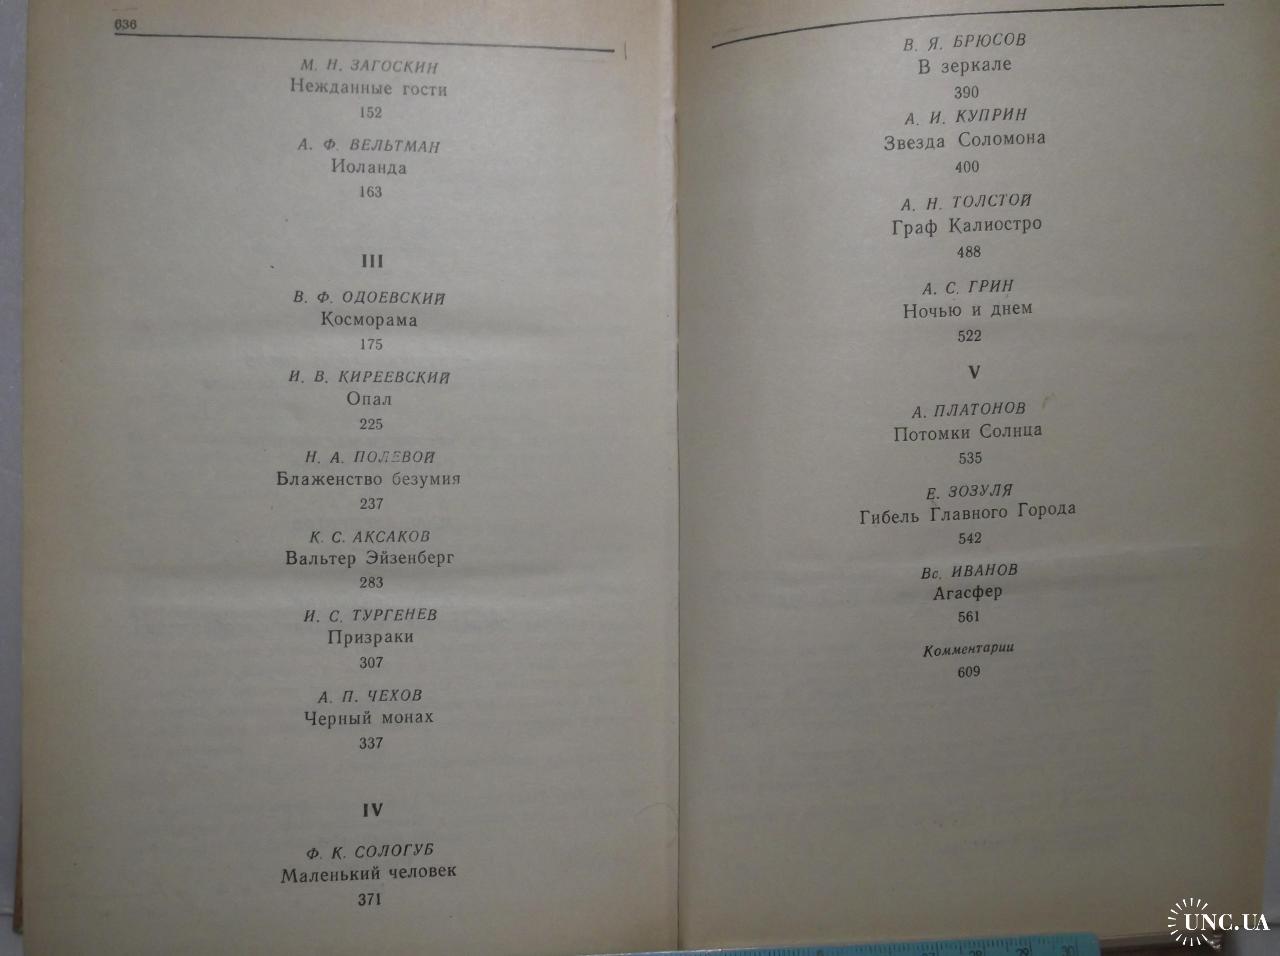 636
М. Н. ЗАГОСКИН
Нежданные гости
152
А. Ф. ВЕЛЬТМАН
Иоланда
163
III
В. Ф. ОДОЕВСКИЙ
Косморама
175
И. В. КИРЕЕВСКИЙ
Опал
225
Н. А. ПОЛЕВОЙ
Блаженство безумия
237
К. С. АКСАКОВ
Вальтер Эйзенберг
283
И. С. ТУРГЕНЕВ
Призраки
307
А. П. ЧЕХОВ
Черный монах
337
IV
Ф. К. СОЛОГУБ
Маленький человек
371
В. Я. БРЮСОВ
В зеркале
390
А. И. КУПРИН
Звезда Соломона
400
А. Н. ТОЛСТОЙ
Граф Калиостро
488
А. С. ГРИН
Ночью и днем
522
V
А. ПЛАТОНОВ
Потомки Солнца
535
Е. ЗОЗУЛЯ
Гибель Главного Города
542
Вс. ИВАНОВ
Агасфер
561
Комментарии
609
UNC.UA
28 29 30